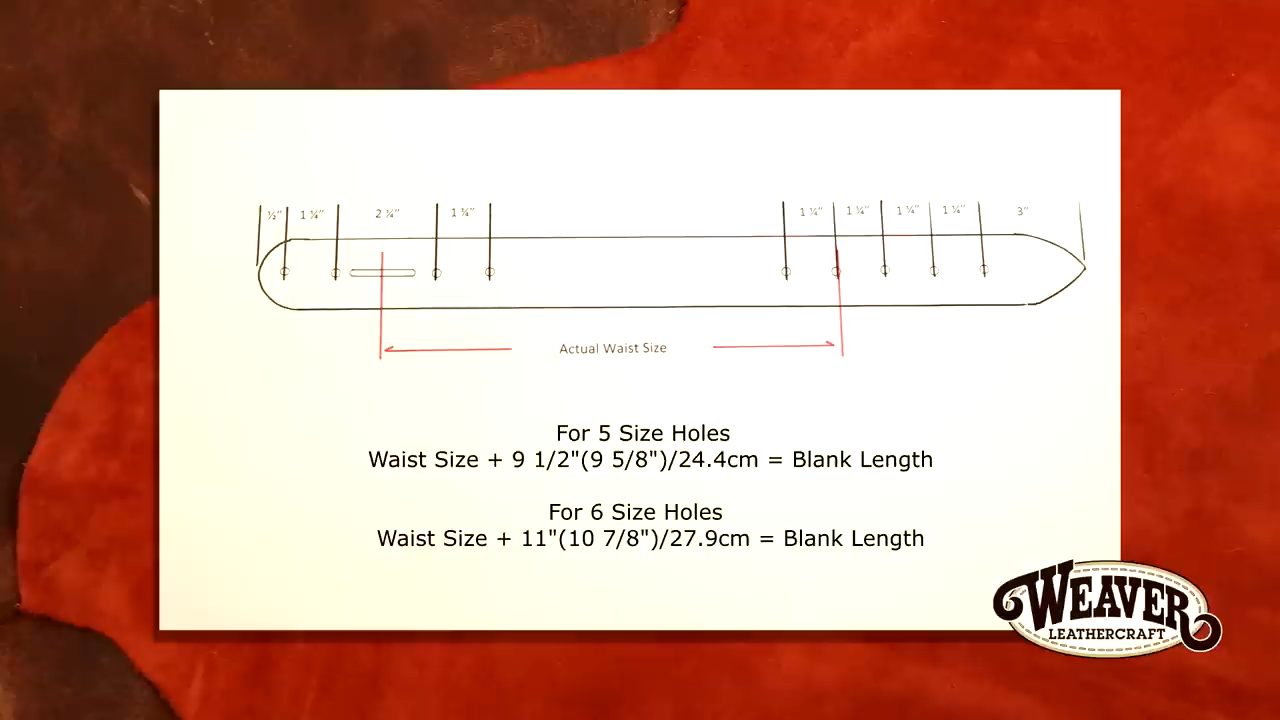 ½" 1 ¼" 2 ¼" 1 ¼" 1 ¼" 1 ¼" 1 ¼" 1 ¼" 3"
Actual Waist Size
For 5 Size Holes
Waist Size + 9 1/2"(9 5/8")/24.4cm = Blank Length
For 6 Size Holes
Waist Size + 11"(10 7/8")/27.9cm = Blank Length
WEAVER
LEATHERCRAFT